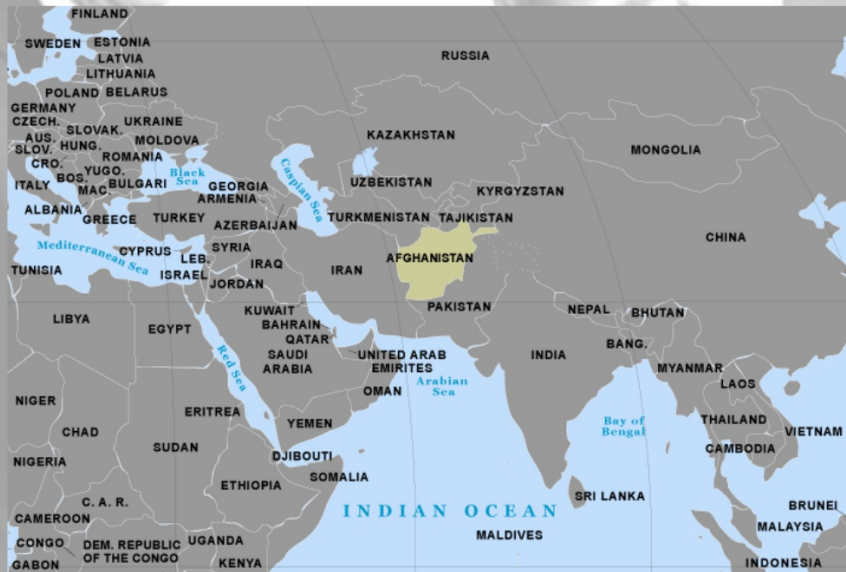 FINLAND
SWEDEN
ESTONIA
LATVIA
LITHUANIA
RUSSIA
POLAND
BELARUS
GERMANY
CZECH.
UKRAINE
SLOVAK.
AUS.
HUNG.
MOLDOVA
SLOV.
CRO.
ROMANIA
YUGO.
BOS.
ITALY
MAC.
BULGARI
Black
Sea
GEORGIA
ARMENIA
Caspian Sea
KAZAKHSTAN
MONGOLIA
UZBEKISTAN
KYRGYZSTAN
ALBANIA
GREECE
TURKEY
AZERBAIJAN
TURKMENISTAN
TAJIKISTAN
CHINA
Mediterranean Sea
CYPRUS
LEB.
SYRIA
TUNISIA
ISRAEL
IRAQ
IRAN
AFGHANISTAN
JORDAN
LIBYA
EGYPT
KUWAIT
BAHRAIN
QATAR
PAKISTAN
NEPAL
BHUTAN
Red Sea
SAUDI
ARABIA
UNITED ARAB
EMIRITES
OMAN
Arabian
Sea
INDIA
BANG.
MYANMAR
LAOS
NIGER
CHAD
ERITREA
YEMEN
Bay of
Bengal
THAILAND
VIETNAM
CAMBODIA
NIGERIA
SUDAN
DJIBOUTI
ETHIOPIA
SOMALIA
C. A. R.
CAMEROON
INDIAN OCEAN
SRI LANKA
BRUNEI
MALDIVES
MALAYSIA
CONGO
DEM. REPUBLIC
OF THE CONGO
UGANDA
GABON
KENYA
INDONESIA